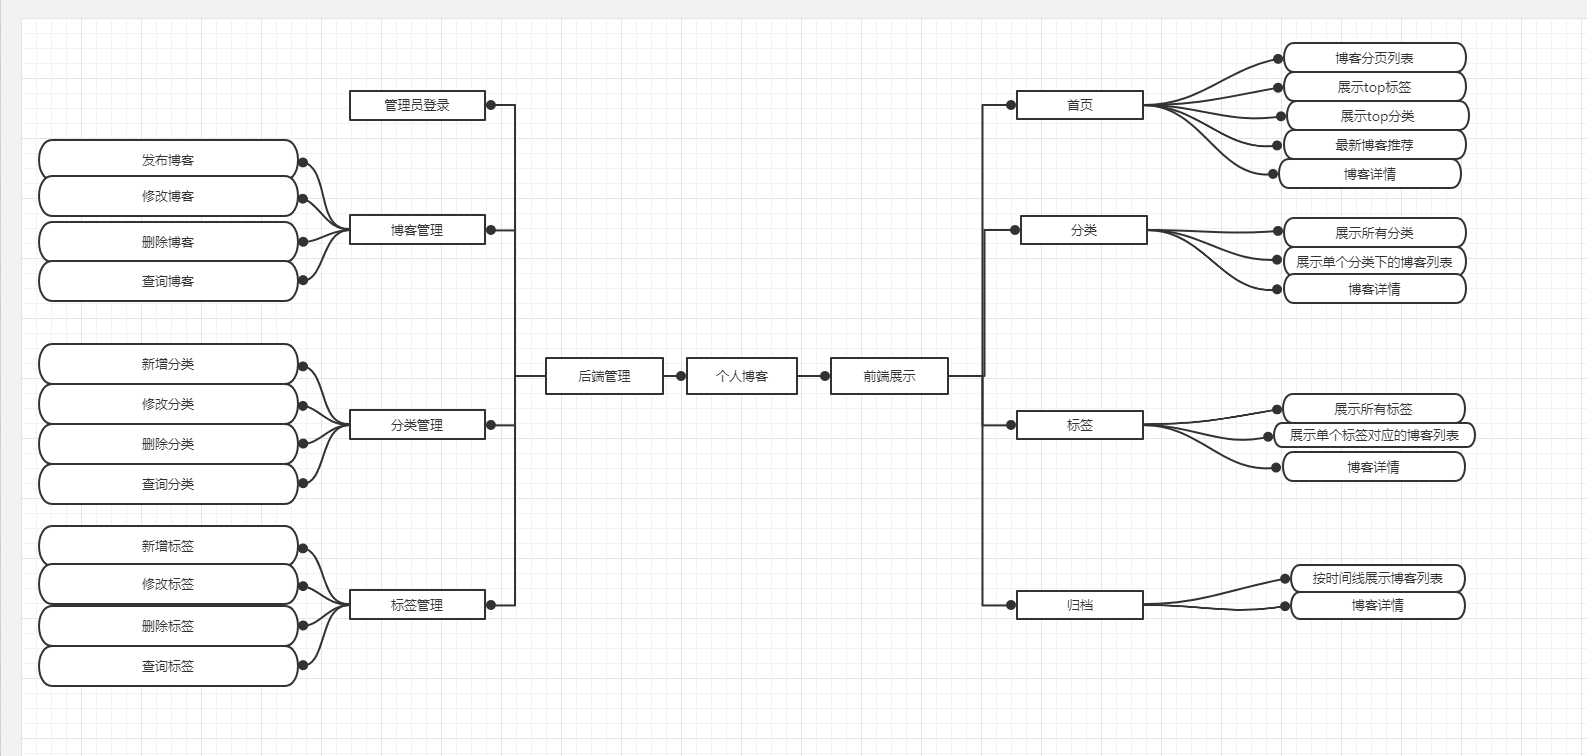 管理员登录
发布博客
修改博客
博客管理
删除博客
查询博客
新增分类
修改分类
分类管理
删除分类
查询分类
新增标签
修改标签
标签管理
删除标签
查询标签
后端管理
个人博客
前端展示
首页
博客分页列表
展示top标签
展示top分类
最新博客推荐
博客详情
分类
展示所有分类
展示单个分类下的博客列表
博客详情
标签
展示所有标签
展示单个标签对应的博客列表
博客详情
归档
按时间线展示博客列表
博客详情